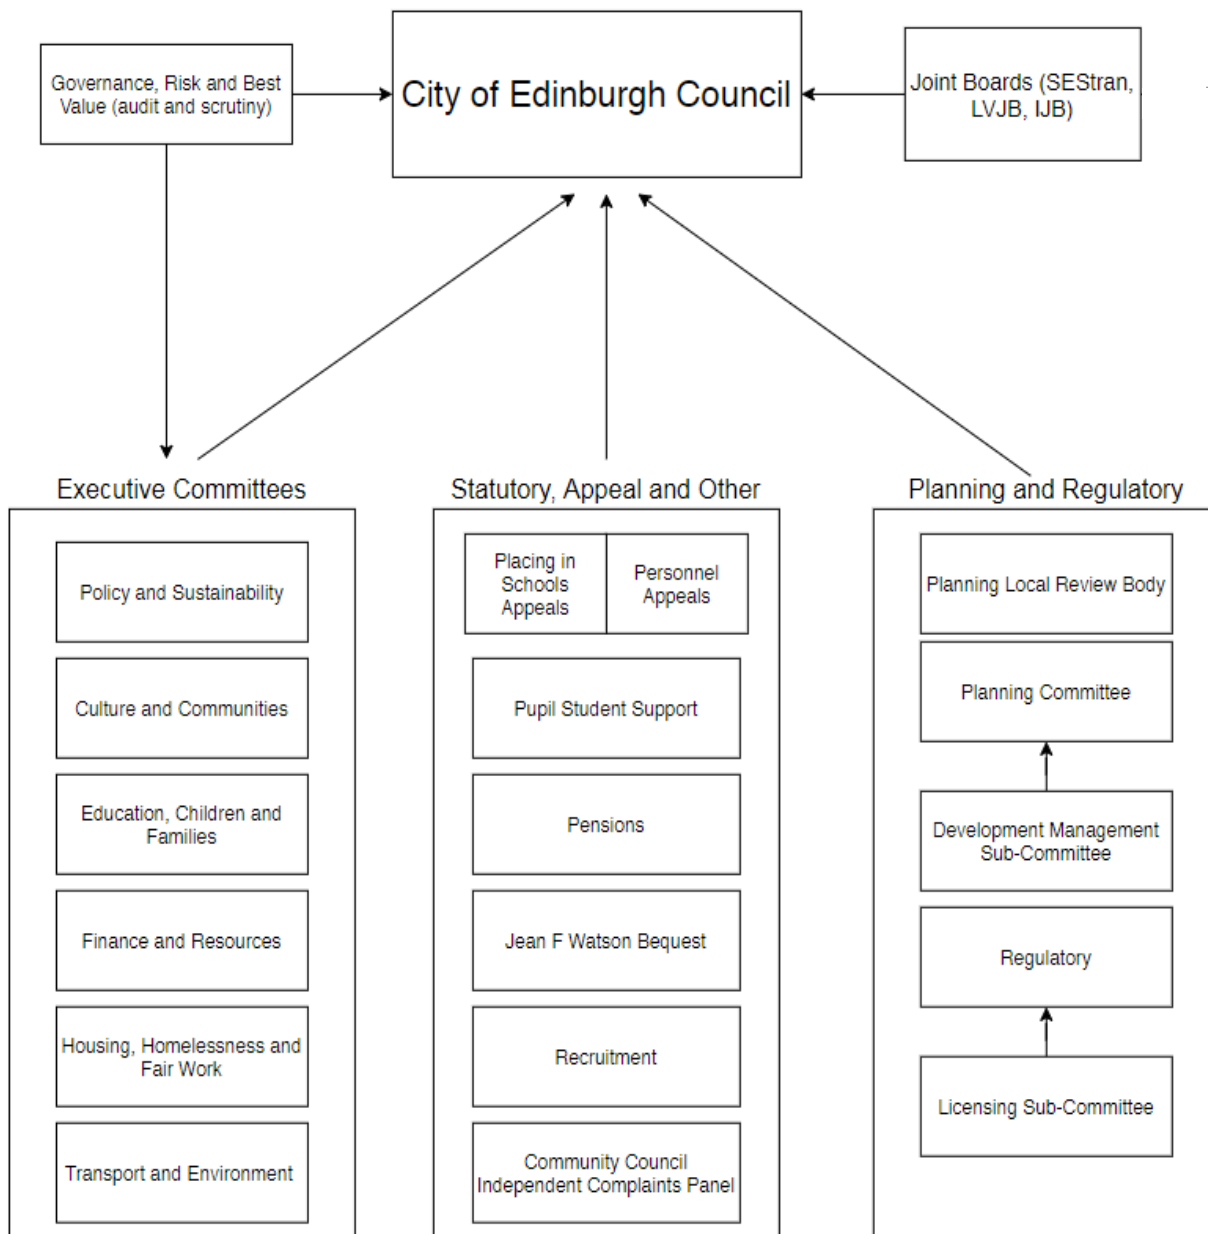 Governance, Risk and Best
Value (audit and scrutiny)
City of Edinburgh Council
Joint Boards (SEStran,
LVJB, IJB)
Executive Committees
Policy and Sustainability
Culture and Communities
Education, Children and
Families
Finance and Resources
Housing, Homelessness and
Fair Work
Transport and Environment
Statutory, Appeal and Other
Placing in
Schools
Appeals
Personnel
Appeals
Pupil Student Support
Pensions
Jean F Watson Bequest
Recruitment
Community Council
Independent Complaints Panel
Planning and Regulatory
Planning Local Review Body
Planning Committee
Development Management
Sub-Committee
Regulatory
Licensing Sub-Committee